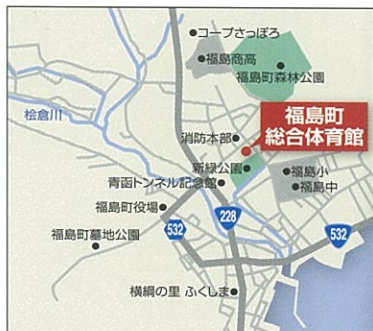 コープさっぽろ
福島商高
福島町森林公園
桧倉川
福島町
総合体育館
消防本部
新緑公園
福島小
福島中
青函トンネル記念館
福島町役場
228
532
532
福島町墓地公園
横綱の里 ふくしま